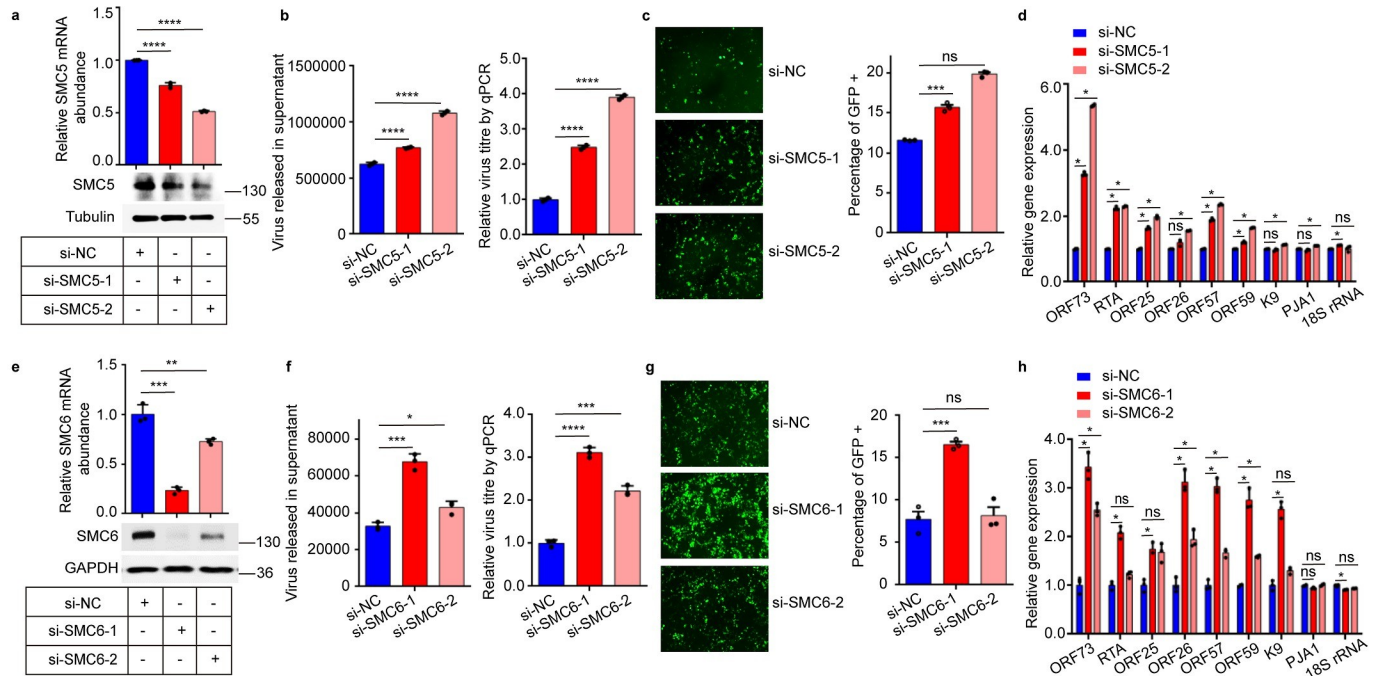 a
Relative SMC5 mRNA
abundance
1.5
1.0
0.5
0.0
****
****
SMC5
130
Tubulin
55
si-NC + - -
si-SMC5-1 - + -
si-SMC5-2 - - +
b
Virus released in supernatant
1500000
1000000
500000
0
****
****
si-NC
si-SMC5-1
si-SMC5-2
Relative virus titre by qPCR
5.0
4.0
3.0
2.0
1.0
0.0
****
****
si-NC
si-SMC5-1
si-SMC5-2
c
si-NC
si-SMC5-1
si-SMC5-2
Percentage of GFP +
20
15
10
5
0
ns
***
si-NC
si-SMC5-1
si-SMC5-2
d
si-NC
si-SMC5-1
si-SMC5-2
Relative gene expression
6.0
4.0
2.0
0.0
* *
* *
* *
ns *
* *
* *
ns *
ns *
* ns
ORF73
RTA
ORF25
ORF26
ORF57
ORF59
K9
PJA1
18S rRNA
e
Relative SMC6 mRNA
abundance
1.5
1.0
0.5
0.0
**
***
SMC6
130
GAPDH
36
si-NC + - -
si-SMC6-1 - + -
si-SMC6-2 - - +
f
Virus released in supernatant
80000
60000
40000
20000
0
*
***
si-NC
si-SMC6-1
si-SMC6-2
Relative virus titre by qPCR
4.0
3.0
2.0
1.0
0.0
***
****
si-NC
si-SMC6-1
si-SMC6-2
g
si-NC
si-SMC6-1
si-SMC6-2
Percentage of GFP +
20
15
10
5
0
ns
***
si-NC
si-SMC6-1
si-SMC6-2
h
si-NC
si-SMC6-1
si-SMC6-2
Relative gene expression
4.0
3.0
2.0
1.0
0.0
* *
* ns
* ns
* *
* *
* *
* ns
ns ns
* ns
ORF73
RTA
ORF25
ORF26
ORF57
ORF59
K9
PJA1
18S rRNA